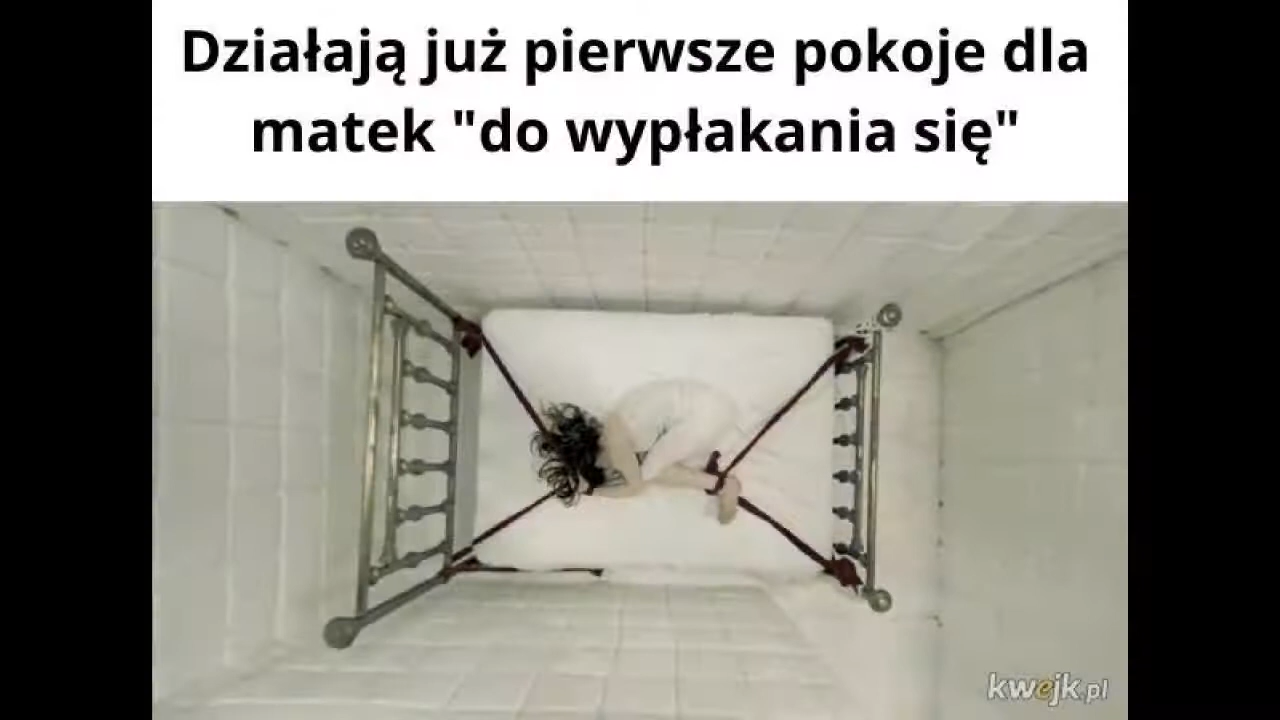 Działają już pierwsze pokoje dla
matek "do wypłakania się"
kwejk.pl